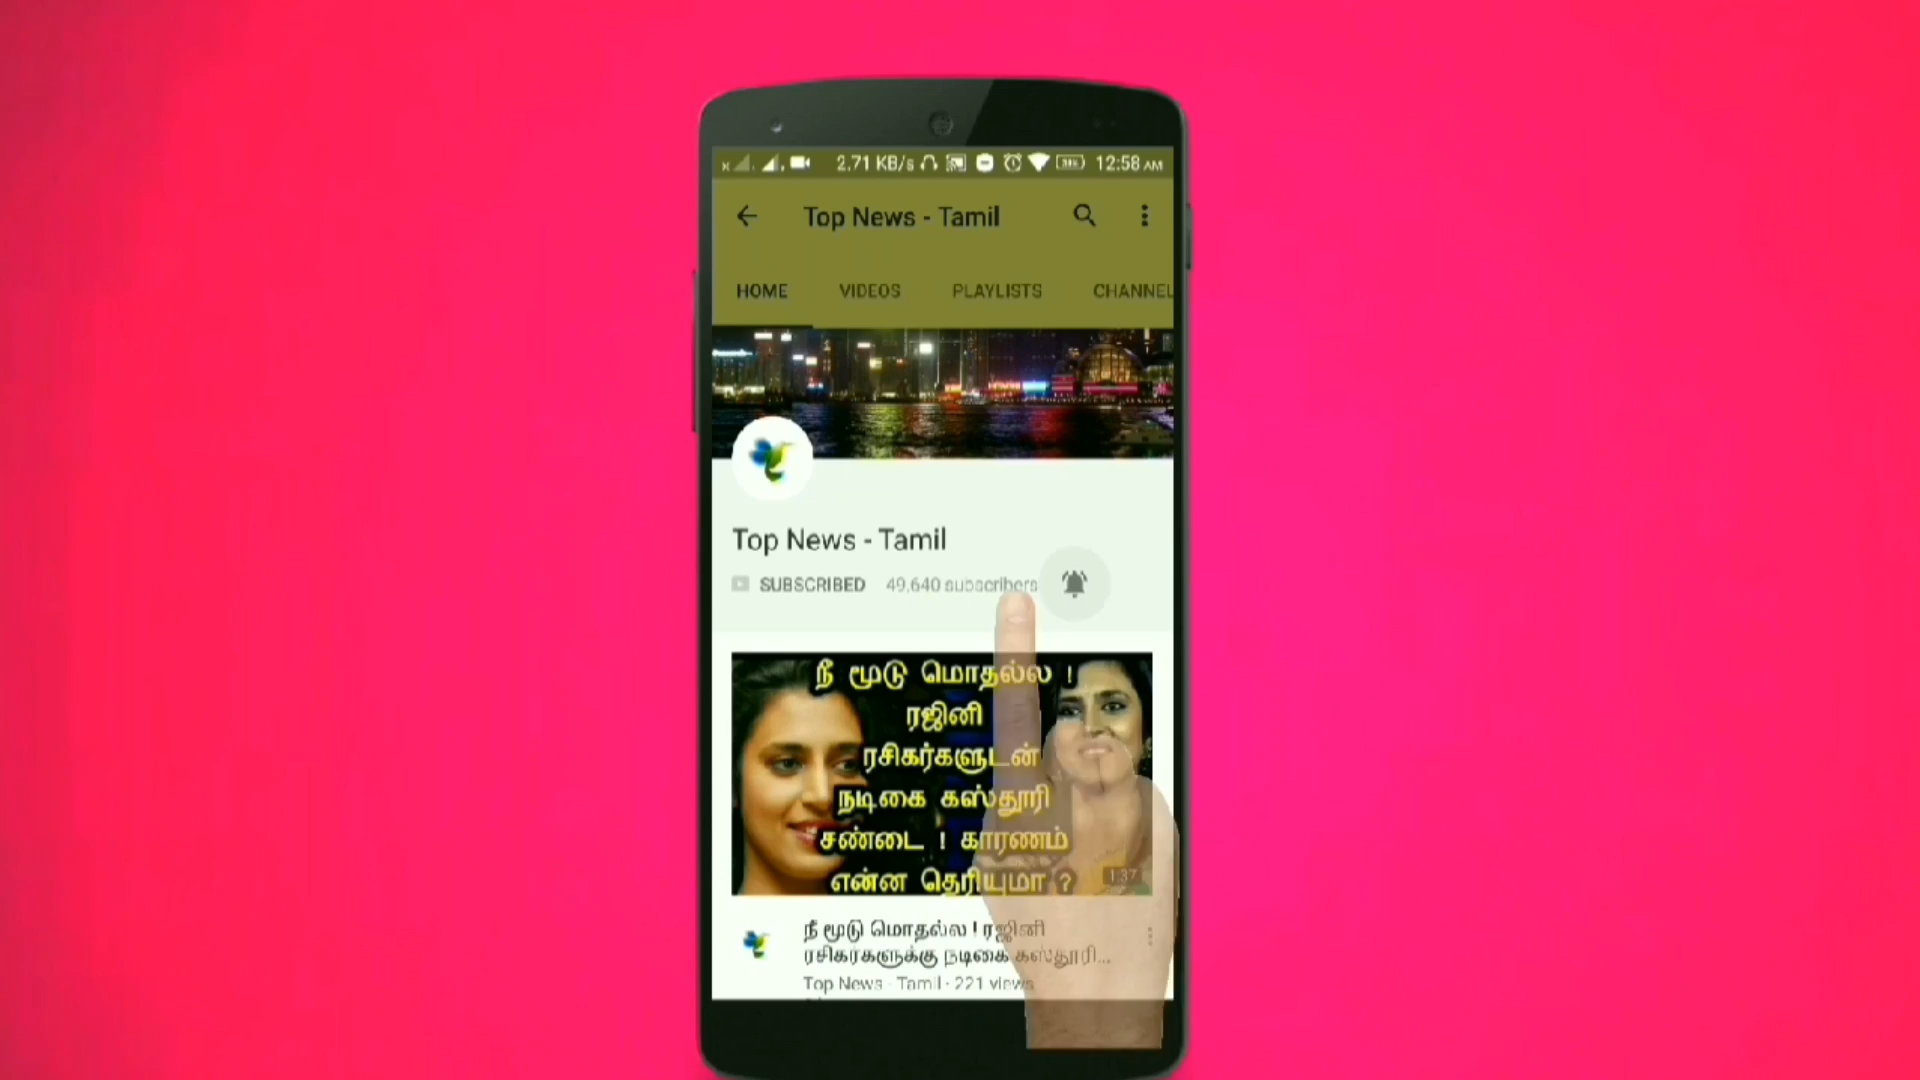 2.71 KB/s 12:58 AM
Top News - Tamil
HOME VIDEOS PLAYLISTS CHANNEL
Top News - Tamil
SUBSCRIBED 49,640 subscribers
நீ மூடு மொதல்ல !
ரஜினி
ரசிகர்களுடன்
நடிகை கஸ்தூரி
சண்டை ! காரணம்
என்ன தெரியுமா ?
1:37
நீ மூடு மொதல்ல ! ரஜினி
ரசிகர்களுக்கு நடிகை கஸ்தூரி...
Top News - Tamil · 221 views